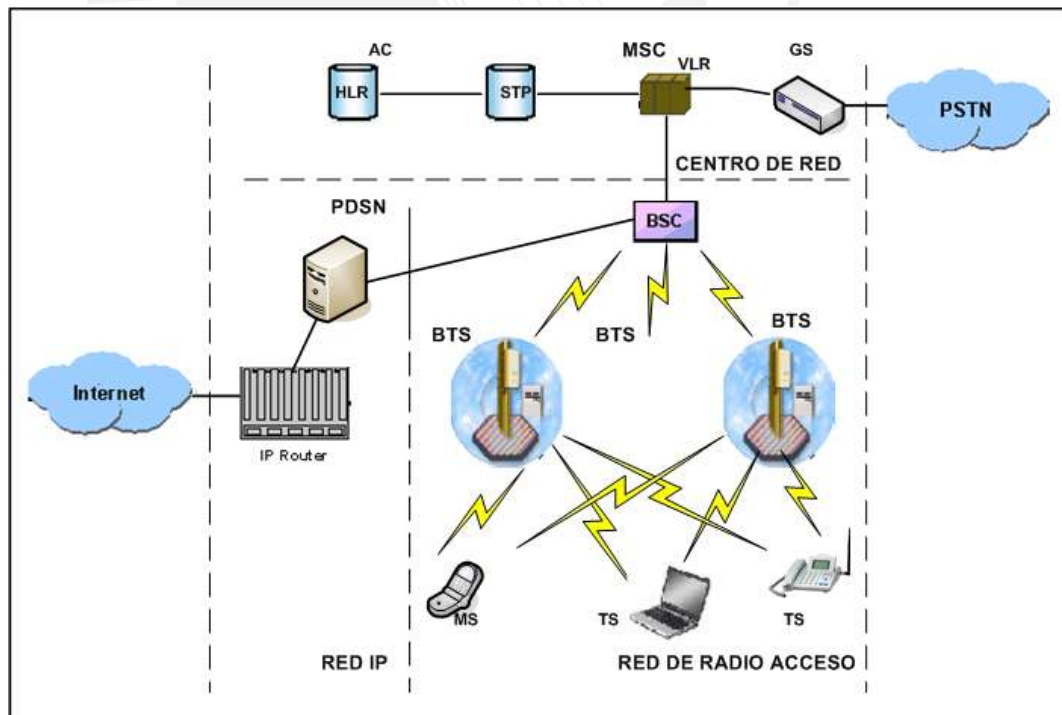 AC
MSC
VLR
GS
HLR
STP
PSTN
CENTRO DE RED
PDSN
BSC
BTS
BTS
BTS
Internet
IP Router
MS
TS
TS
RED IP
RED DE RADIO ACCESO